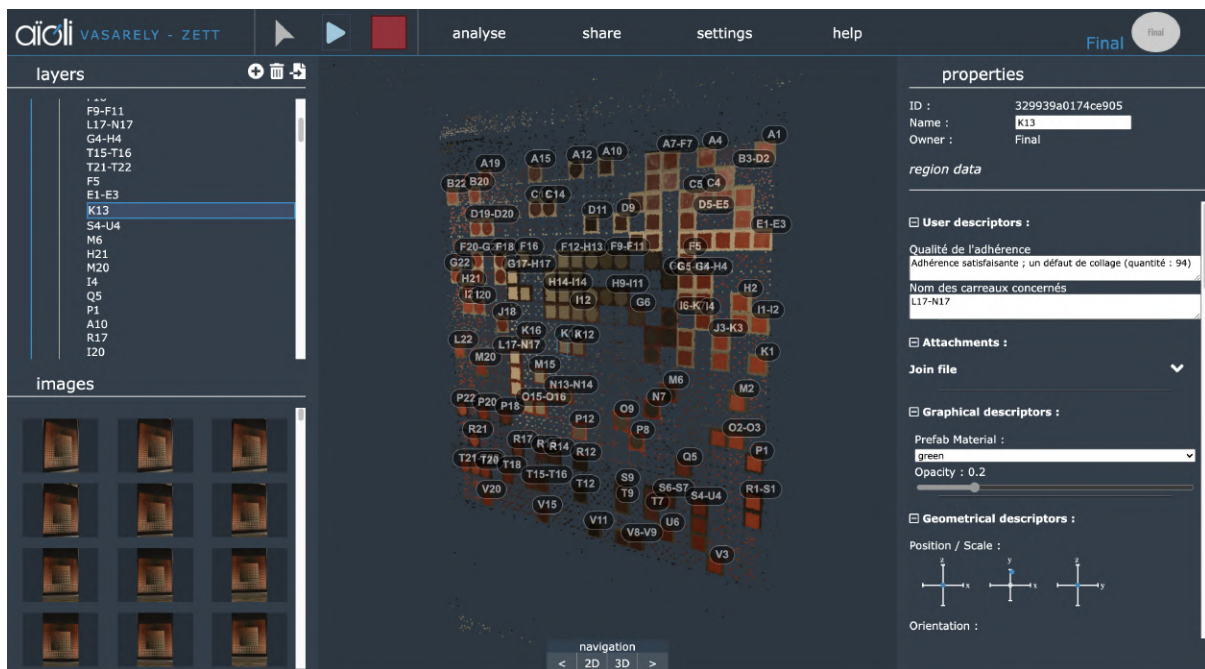 aïoli VASARELY - ZETT
analyse share settings help
Final
final
layers
F9-F11
L17-N17
G4-H4
T15-T16
T21-T22
F5
E1-E3
K13
S4-U4
M6
H21
M20
I4
Q5
P1
A10
R17
I20
images
A1
A7-F7 A4
A19 A15 A12 A10 B3-D2
B22 B20 C5 C4
C14
D19-D20 D11 D9 D5-E5
E1-E3
F18 F16 F12-H13 F9-F11 F5
G22 G17-H17 G4-H4
H21 H14-I14 H9-I11 H2
I20 I12 G6 I4 I1-I2
J18 J3-K3
L22 K16 K12
L17-N17 K1
M20 M15
N13-N14 M6 M2
P22 P20 P18 O15-O16 N7
P12 O9
R21 P8 O2-O3
R17 R14 R12 P1
T20 T18 Q5
T15-T16 S9
V20 T12 T9 S6-S7 S4-U4 R1-S1
V15 T7
V11 V8-V9 U6
V3
navigation
< 2D 3D >
properties
ID : 329939a0174ce905
Name : K13
Owner : Final
region data
User descriptors :
Qualité de l'adhérence
Adhérence satisfaisante ; un défaut de collage (quantité : 94)
Nom des carreaux concernés
L17-N17
Attachments :
Join file
Graphical descriptors :
Prefab Material :
green
Opacity : 0.2
Geometrical descriptors :
Position / Scale :
z y z
x x y
Orientation :